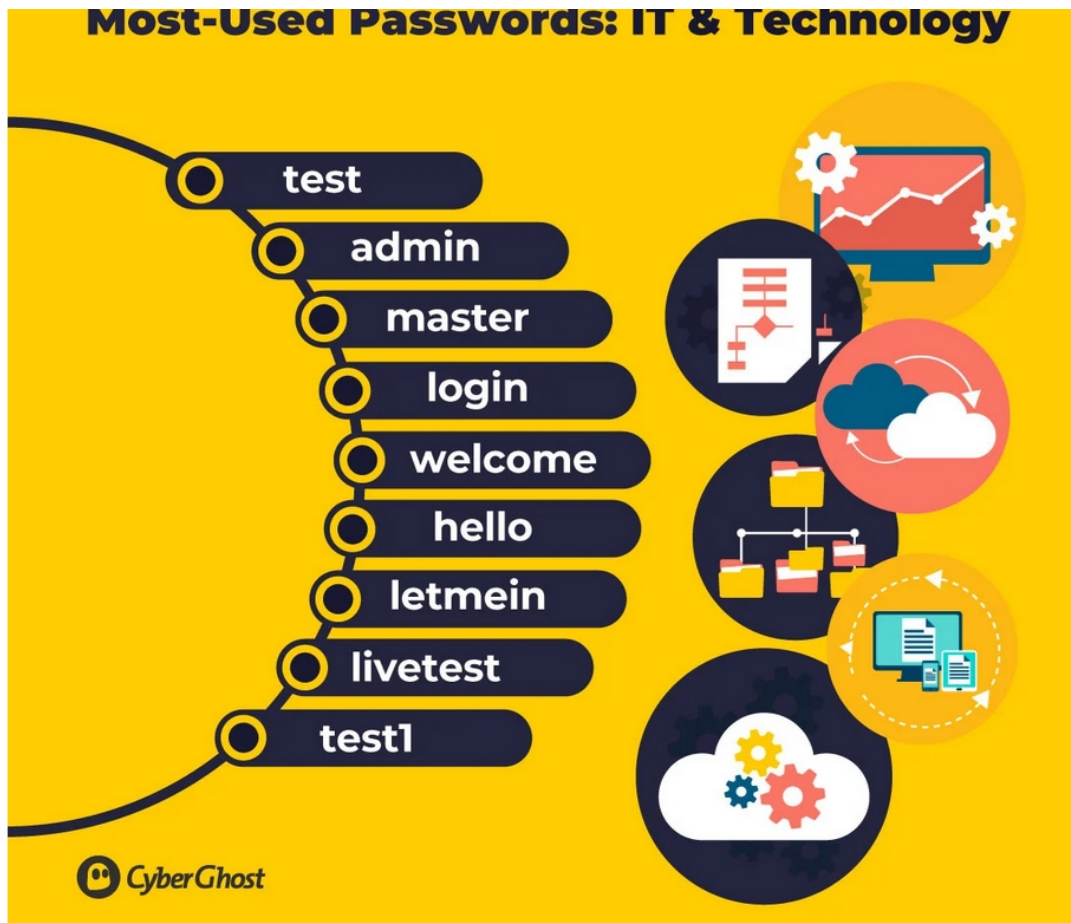 Most-Used Passwords: IT & Technology
test
admin
master
login
welcome
hello
letmein
livetest
test1
CyberGhost